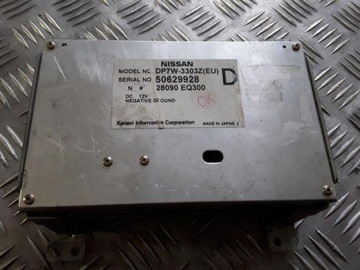 NISSAN
MODEL NO. DP7W-3303Z(EU)
D
SERIAL NO 50629928
N # 28090 EQ300
DC 12V
NEGATIVE GROUND
OK
Xanavi Informatics Corporation
MADE IN JAPAN